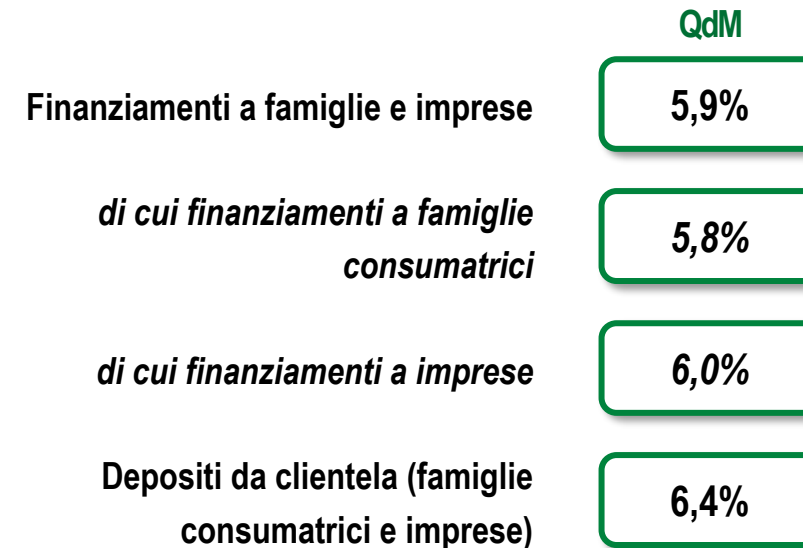 QdM
Finanziamenti a famiglie e imprese 5,9%
di cui finanziamenti a famiglie
consumatrici 5,8%
di cui finanziamenti a imprese 6,0%
Depositi da clientela (famiglie
consumatrici e imprese) 6,4%